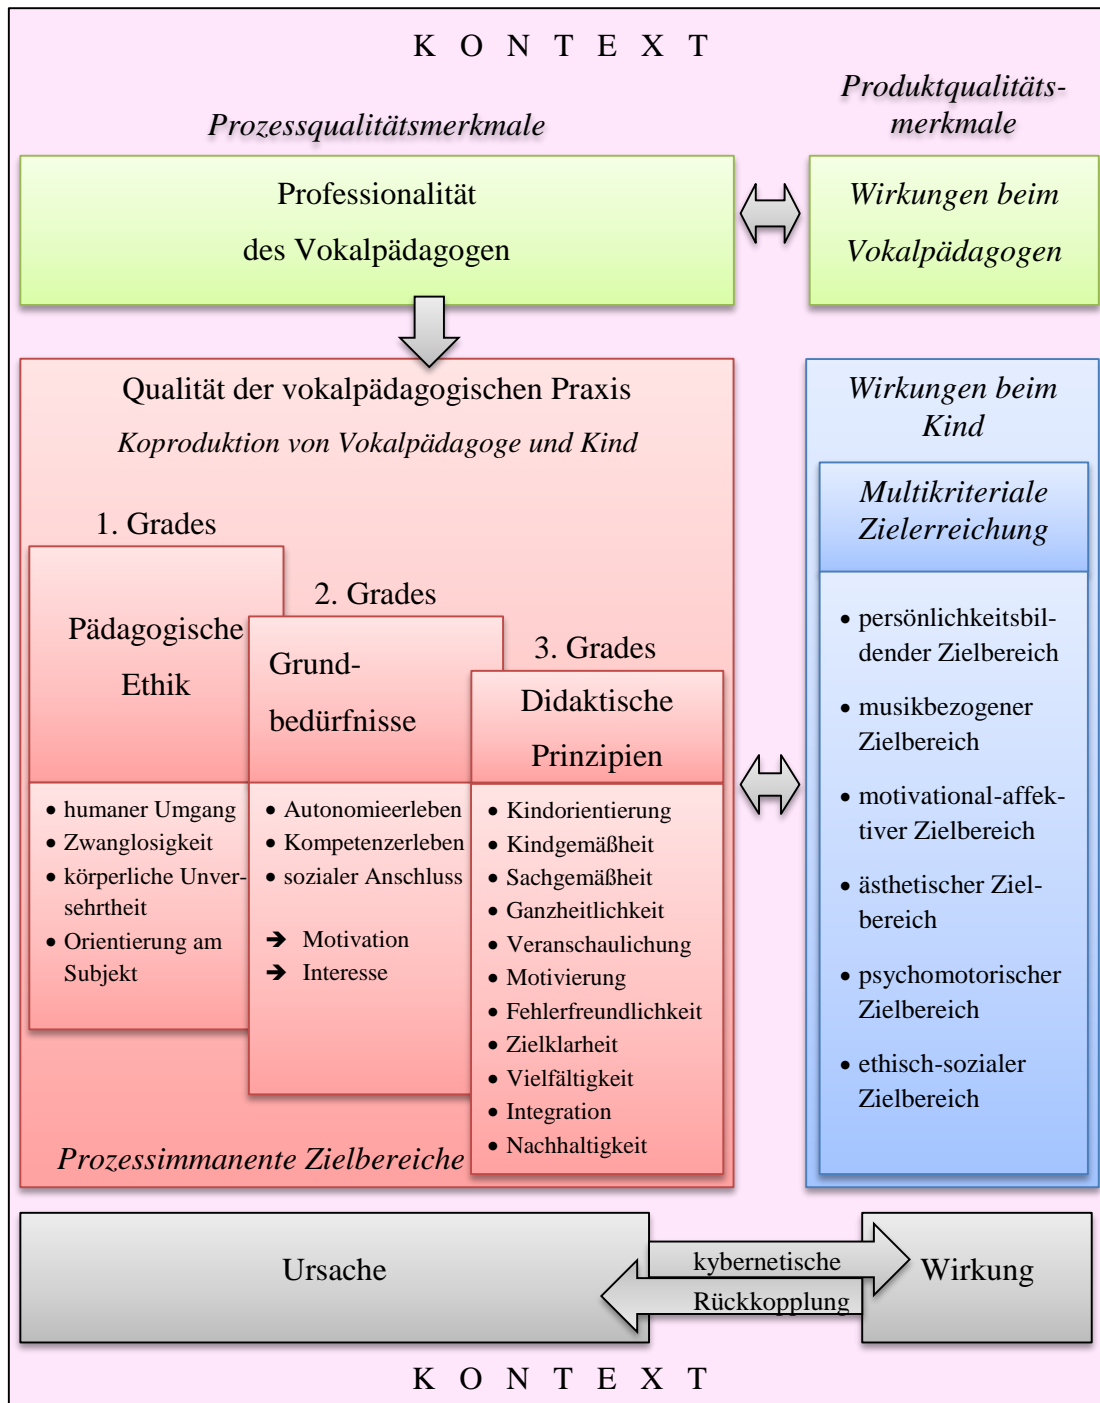 K O N T E X T
Prozessqualitätsmerkmale
Produktqualitäts-
merkmale
Professionalität
des Vokalpädagogen
Wirkungen beim
Vokalpädagogen
Qualität der vokalpädagogischen Praxis
Koproduktion von Vokalpädagoge und Kind
1. Grades
Pädagogische
Ethik
• humaner Umgang
• Zwanglosigkeit
• körperliche Unver-
sehrtheit
• Orientierung am
Subjekt
2. Grades
Grund-
bedürfnisse
• Autonomieerleben
• Kompetenzerleben
• sozialer Anschluss
➔ Motivation
➔ Interesse
3. Grades
Didaktische
Prinzipien
• Kindorientierung
• Kindgemäßheit
• Sachgemäßheit
• Ganzheitlichkeit
• Veranschaulichung
• Motivierung
• Fehlerfreundlichkeit
• Zielklarheit
• Vielfältigkeit
• Integration
• Nachhaltigkeit
Prozessimmanente Zielbereiche
Wirkungen beim
Kind
Multikriteriale
Zielerreichung
• persönlichkeitsbil-
dender Zielbereich
• musikbezogener
Zielbereich
• motivational-affek-
tiver Zielbereich
• ästhetischer Ziel-
bereich
• psychomotorischer
Zielbereich
• ethisch-sozialer
Zielbereich
Ursache
kybernetische
Rückkopplung
Wirkung
K O N T E X T